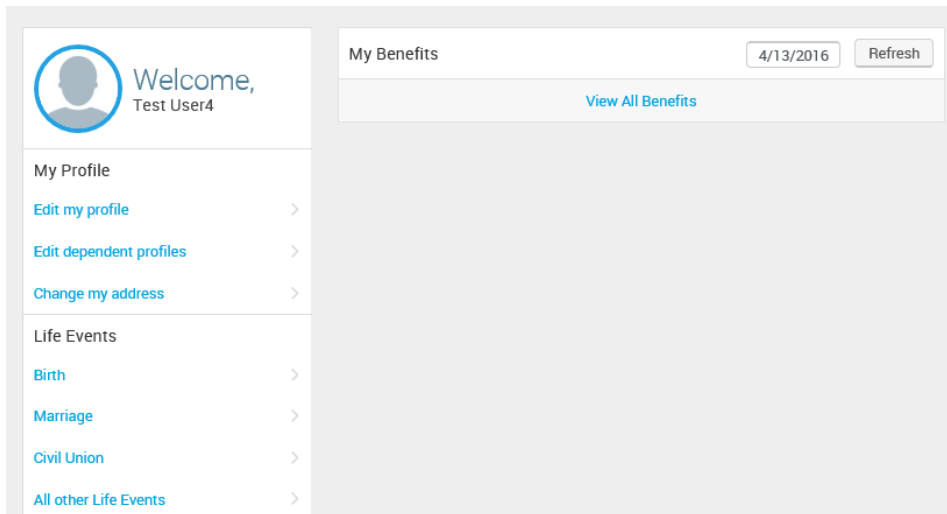 Welcome,
Test User4
My Profile
Edit my profile
Edit dependent profiles
Change my address
Life Events
Birth
Marriage
Civil Union
All other Life Events
My Benefits
4/13/2016
Refresh
View All Benefits